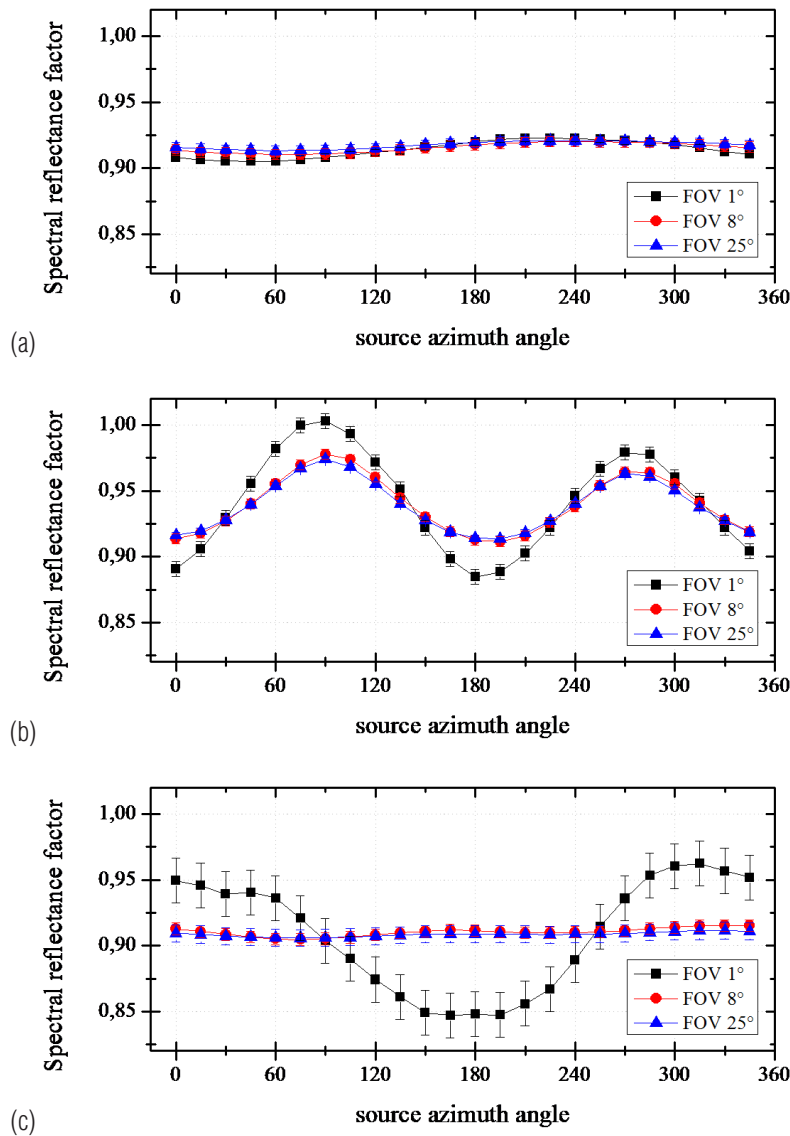 Spectral reflectance factor
1,00
0,95
0,90
0,85
0 60 120 180 240 300 360
source azimuth angle
FOV 1°
FOV 8°
FOV 25°
(a)
Spectral reflectance factor
1,00
0,95
0,90
0,85
0 60 120 180 240 300 360
source azimuth angle
FOV 1°
FOV 8°
FOV 25°
(b)
Spectral reflectance factor
1,00
0,95
0,90
0,85
0 60 120 180 240 300 360
source azimuth angle
FOV 1°
FOV 8°
FOV 25°
(c)